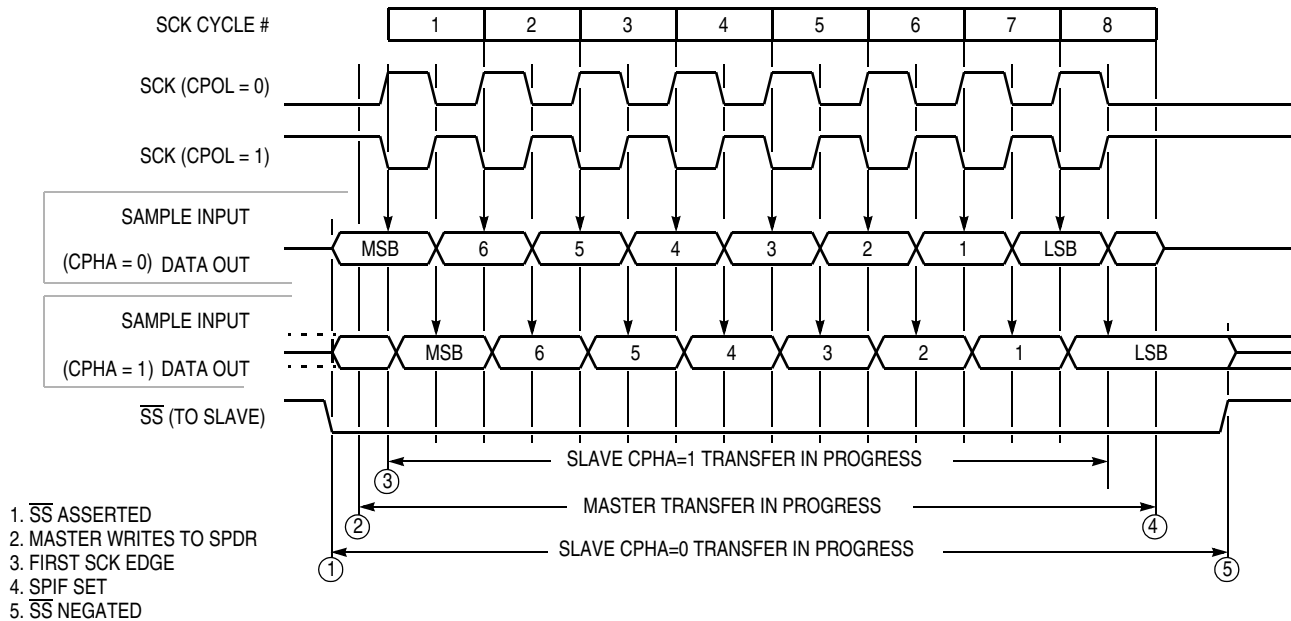 SCK CYCLE # 1 2 3 4 5 6 7 8
SCK (CPOL = 0)
SCK (CPOL = 1)
SAMPLE INPUT
(CPHA = 0) DATA OUT MSB 6 5 4 3 2 1 LSB
SAMPLE INPUT
(CPHA = 1) DATA OUT MSB 6 5 4 3 2 1 LSB
SS (TO SLAVE)
SLAVE CPHA=1 TRANSFER IN PROGRESS
3
MASTER TRANSFER IN PROGRESS
2 4
SLAVE CPHA=0 TRANSFER IN PROGRESS
1 5
1. SS ASSERTED
2. MASTER WRITES TO SPDR
3. FIRST SCK EDGE
4. SPIF SET
5. SS NEGATED